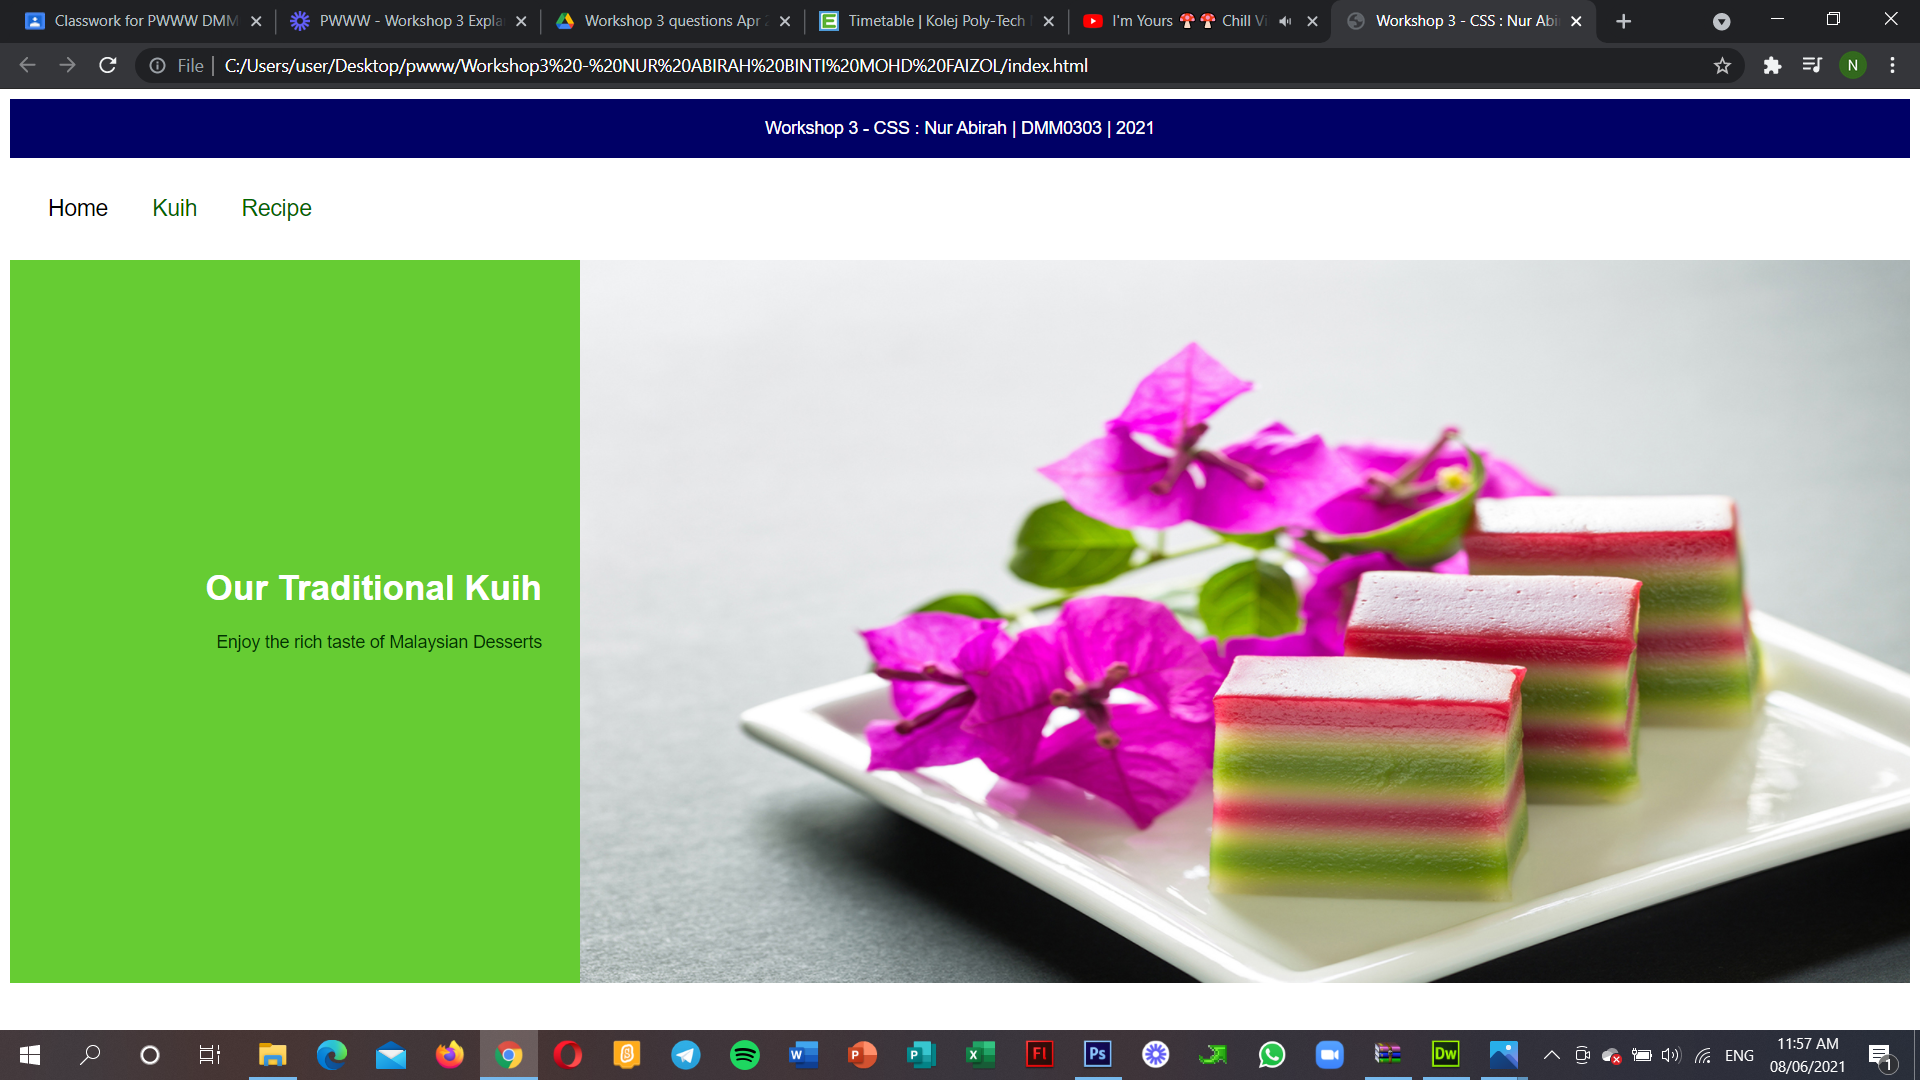 Classwork for PWWW DMM
PWWW - Workshop 3 Expla
Workshop 3 questions Apr 2
Timetable | Kolej Poly-Tech
I'm Yours 🍄🍄 Chill Vi
Workshop 3 - CSS : Nur Abi
File | C:/Users/user/Desktop/pwww/Workshop3%20-%20NUR%20ABIRAH%20BINTI%20MOHD%20FAIZOL/index.html
N
Workshop 3 - CSS : Nur Abirah | DMM0303 | 2021
Home Kuih Recipe
Our Traditional Kuih
Enjoy the rich taste of Malaysian Desserts
Fl
Ps
Dw
ENG
11:57 AM
08/06/2021
1